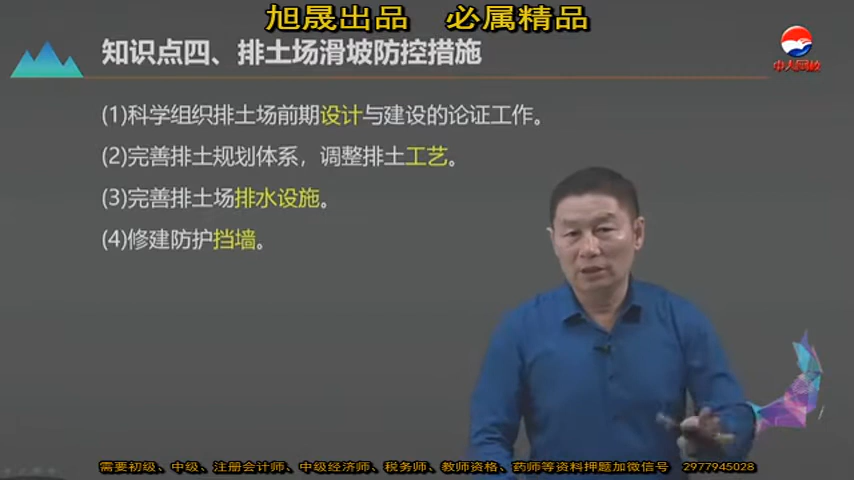 旭晟出品 必属精品
知识点四、排土场滑坡防控措施
中大网校
(1)科学组织排土场前期设计与建设的论证工作。
(2)完善排土规划体系，调整排土工艺。
(3)完善排土场排水设施。
(4)修建防护挡墙。
需要初级、中级、注册会计师、中级经济师、税务师、教师资格、药师等资料押题加微信号 2977945028